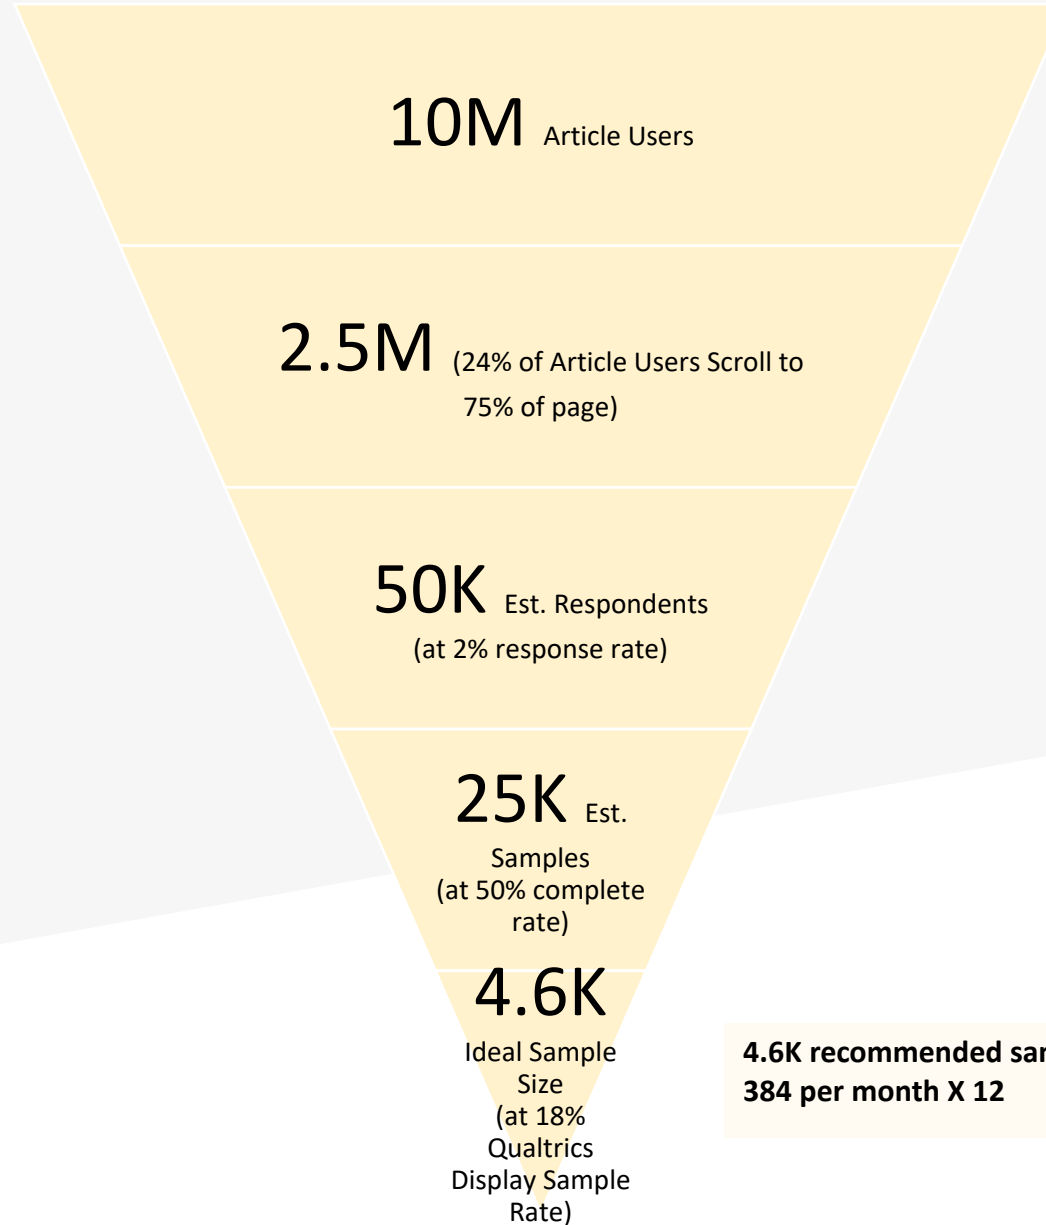 10M Article Users
2.5M (24% of Article Users Scroll to
75% of page)
50K Est. Respondents
(at 2% response rate)
25K Est.
Samples
(at 50% complete
rate)
4.6K
Ideal Sample
Size
(at 18%
Qualtrics
Display Sample
Rate)
4.6K recommended
384 per month X 12